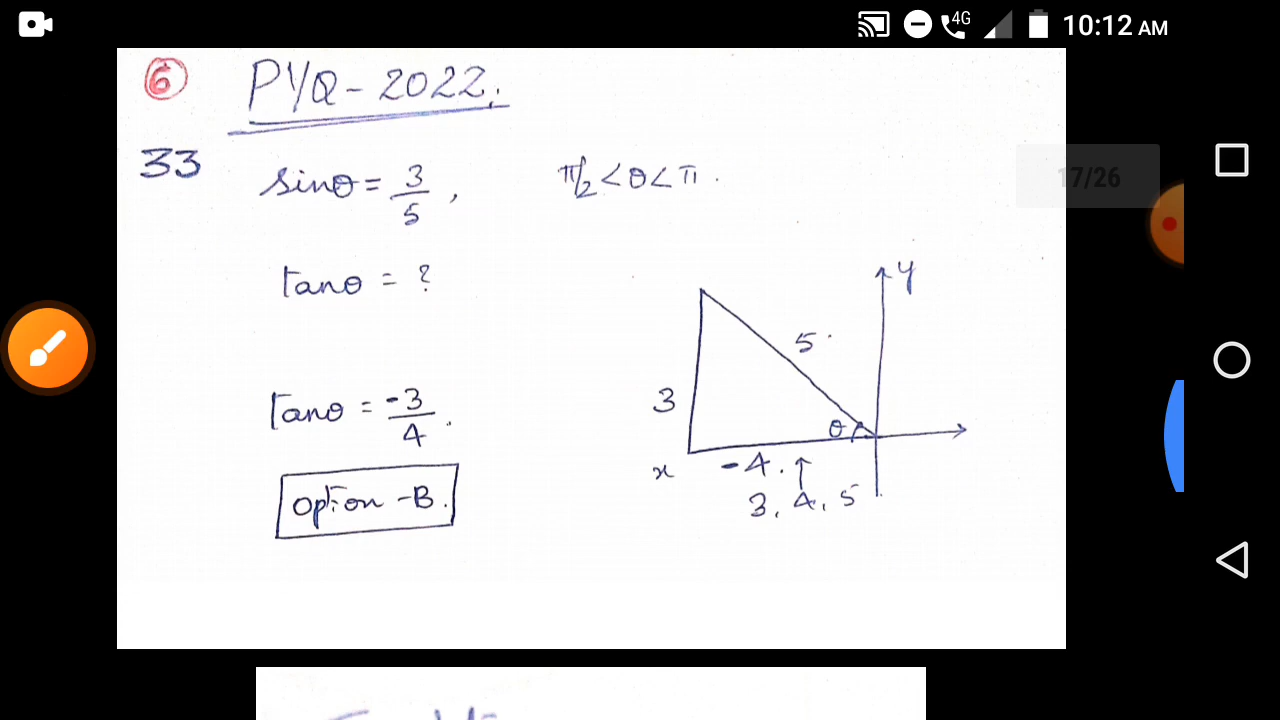 4G 10:12 AM
6 PYQ - 2022.
33 sinθ = 3/5, π/2 < θ < π.
17/26
tanθ = ?
y
5
3
tanθ = -3/4.
θ
x -4.
3, 4, 5
Option - B.